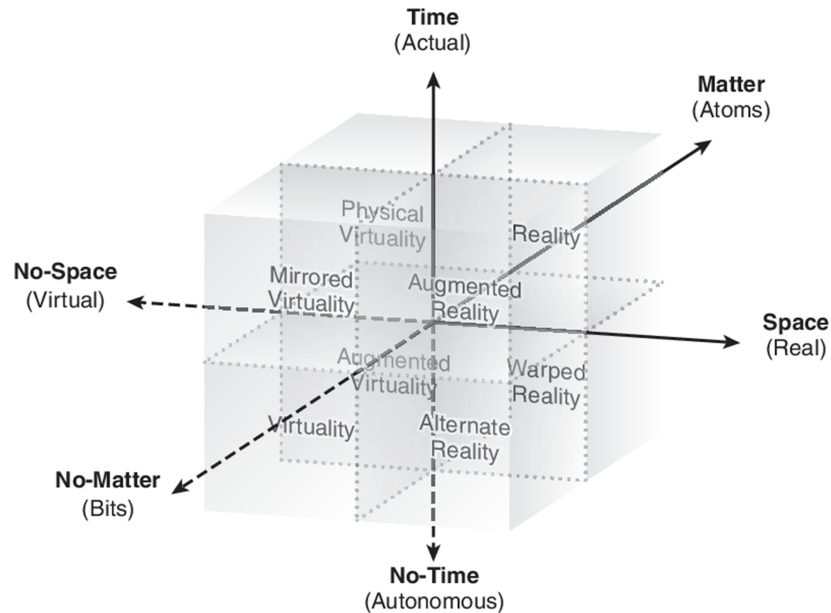 Time
(Actual)
Matter
(Atoms)
Physical
Virtuality
Reality
No-Space
(Virtual)
Mirrored
Virtuality
Augmented
Reality
Space
(Real)
Augmented
Virtuality
Warped
Reality
Virtuality
Alternate
Reality
No-Matter
(Bits)
No-Time
(Autonomous)